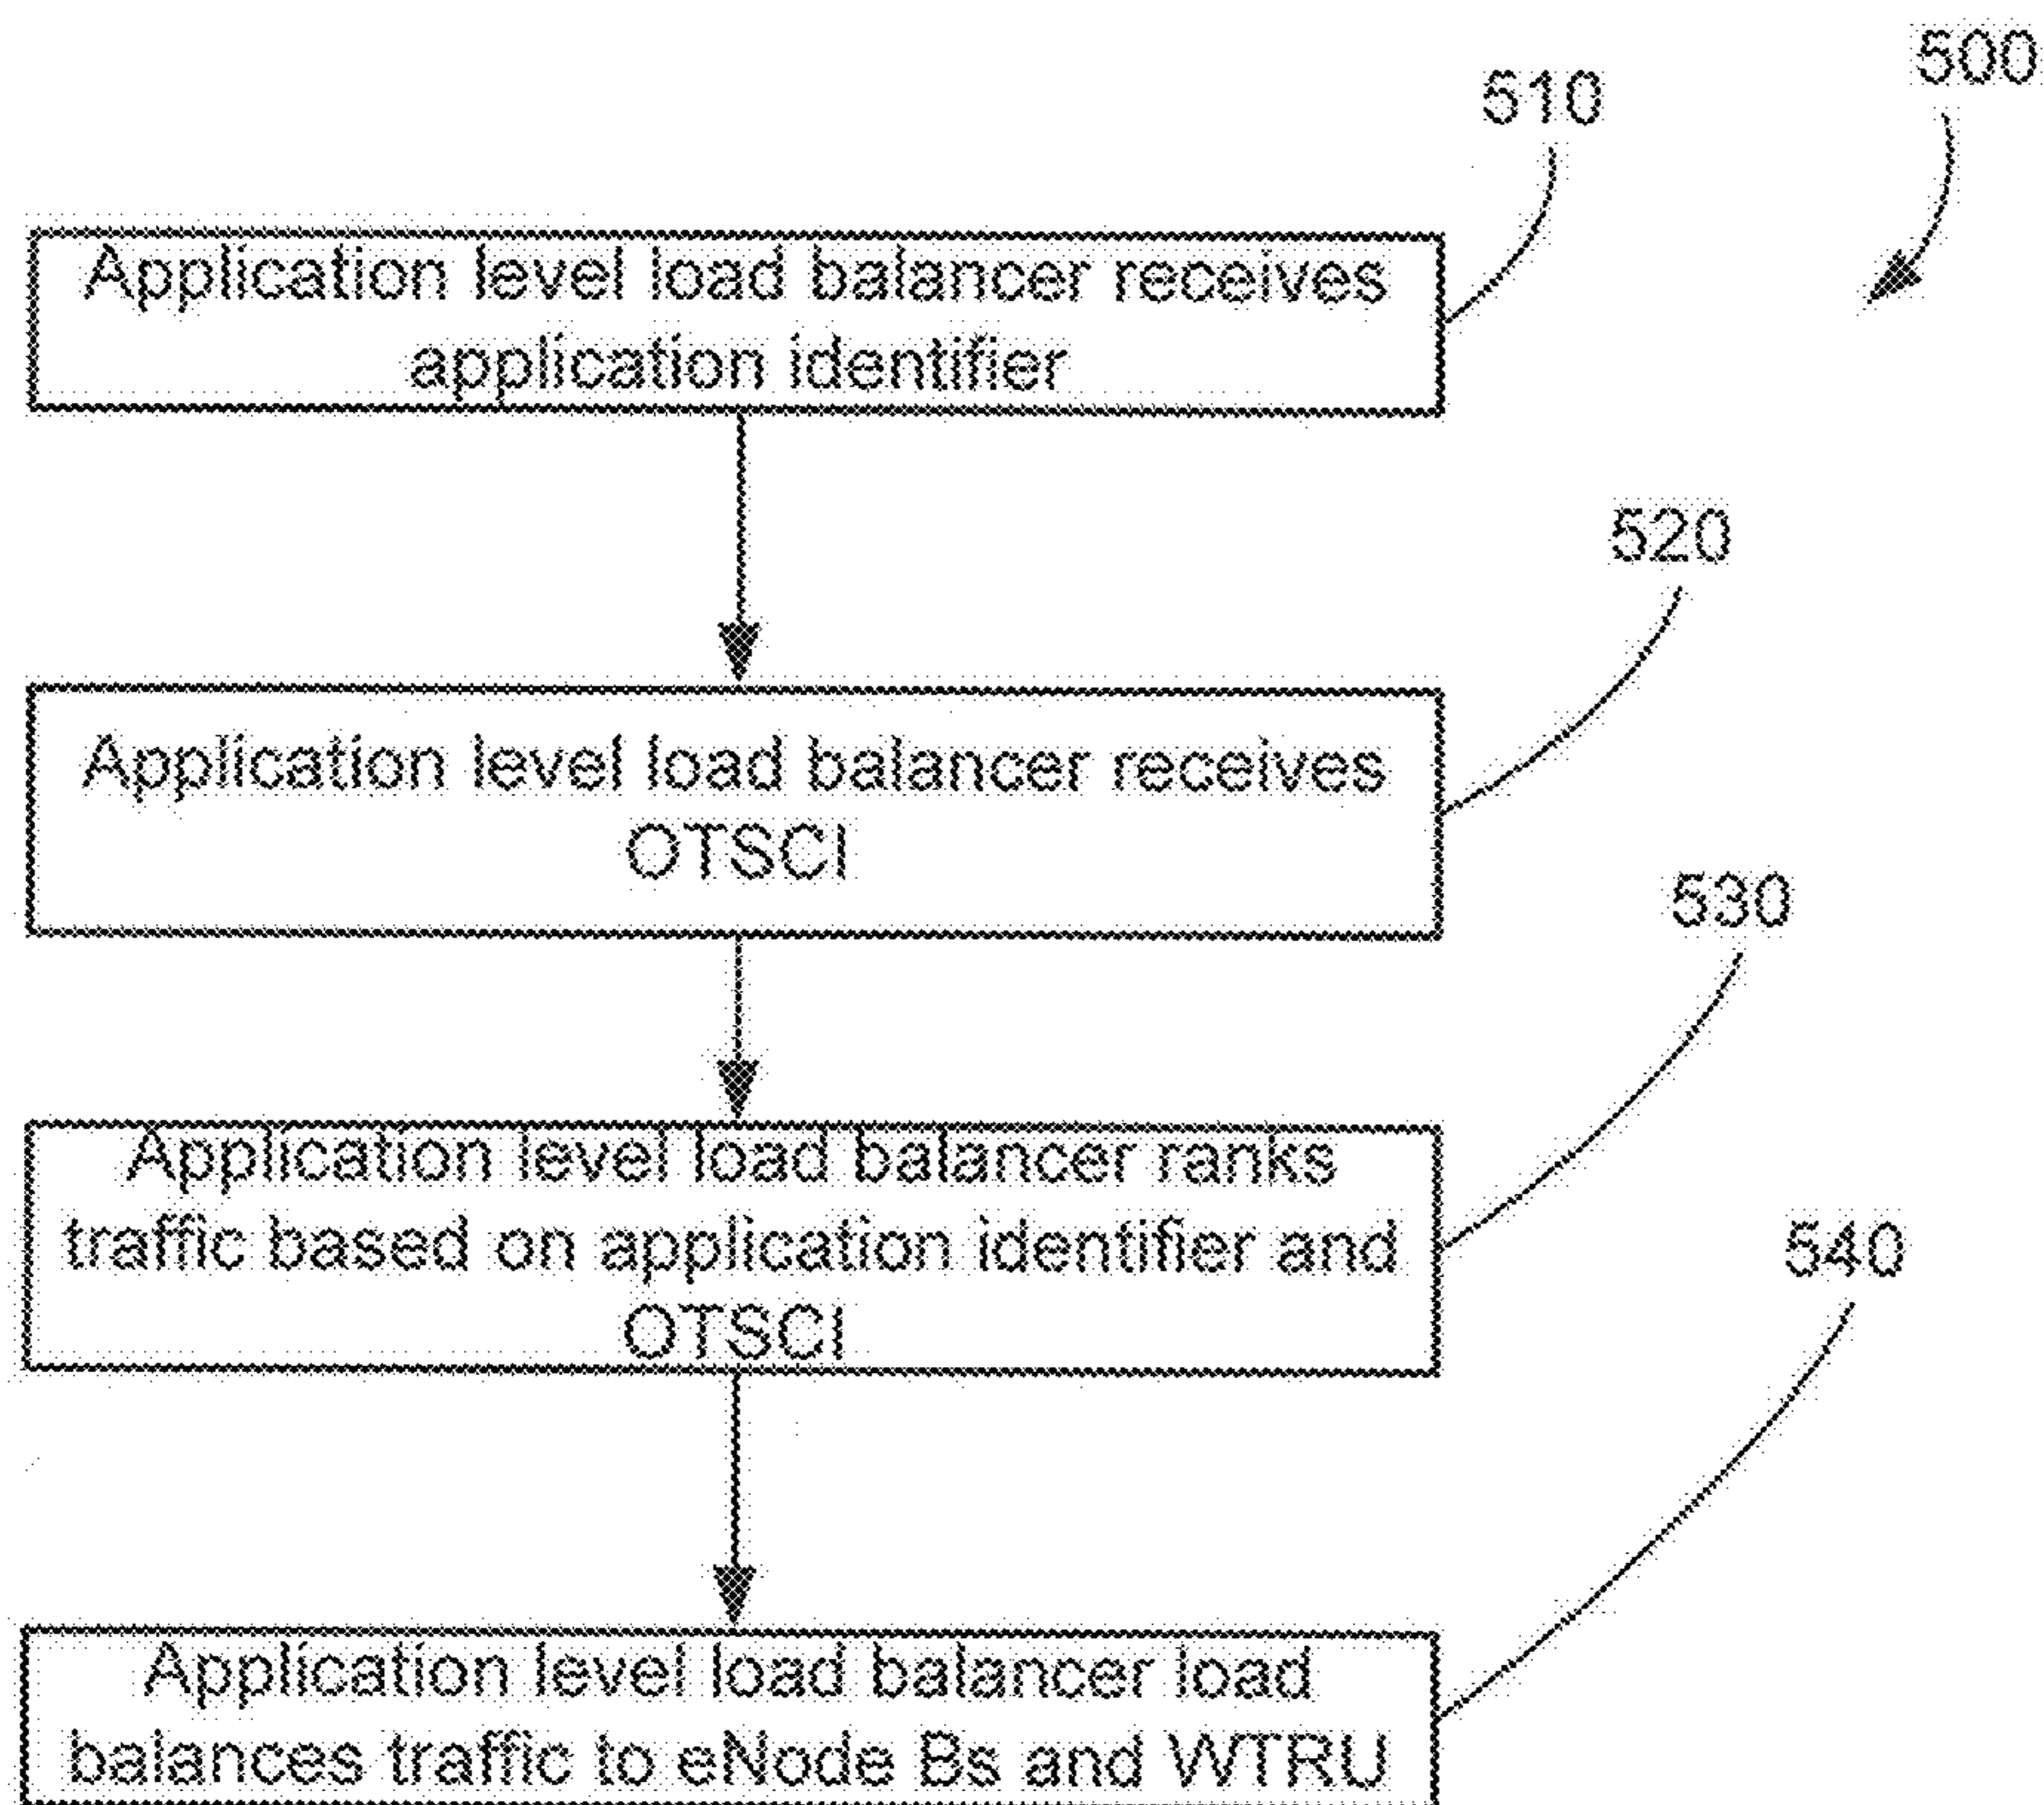 500
510
Application level load balancer receives
application identifier
520
Application level load balancer receives
OTSCI
530
Application level load balancer ranks
traffic based on application identifier and
OTSCI
540
Application level load balancer load
balances traffic to eNode Bs and WTRU